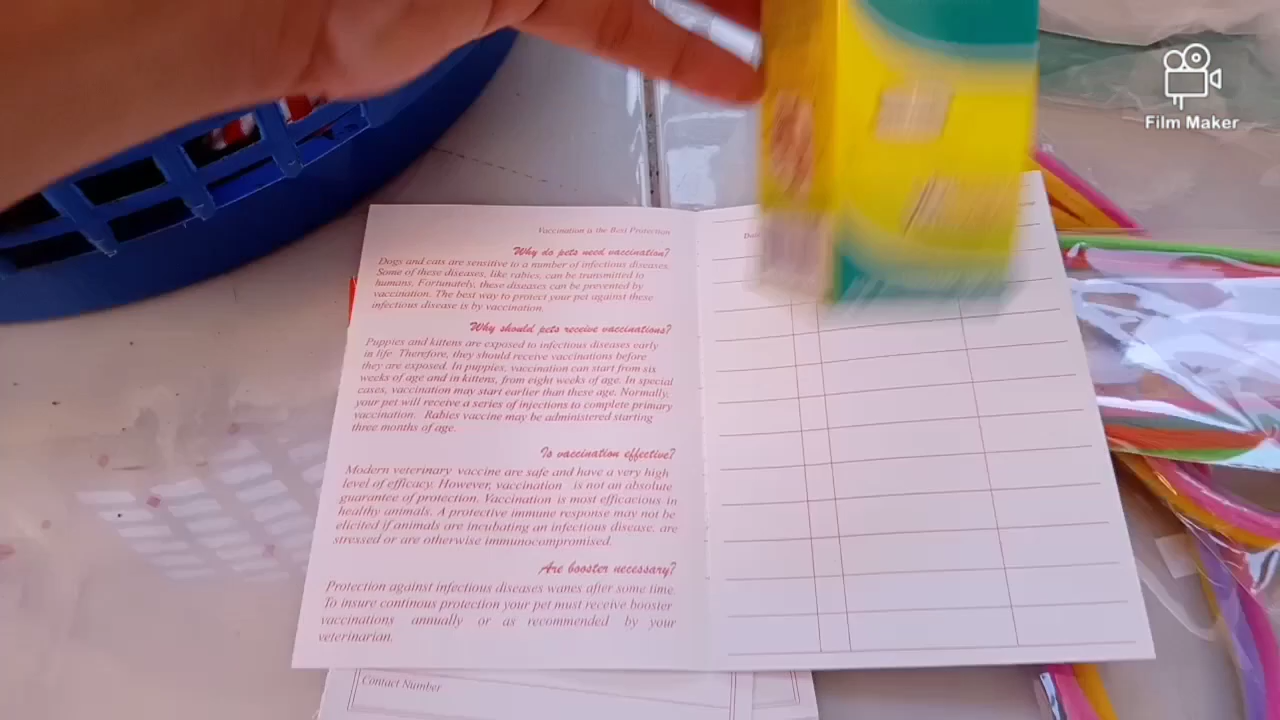 Film Maker
Vaccination is the Best Protection
Why do pets need vaccination?
Dogs and cats are sensitive to a number of infectious diseases.
Some of these diseases, like rabies, can be transmitted to
humans. Fortunately, these diseases can be prevented by
vaccination. The best way to protect your pet against these
infectious disease is by vaccination.
Why should pets receive vaccinations?
Puppies and kittens are exposed to infectious diseases early
in life. Therefore, they should receive vaccinations before
they are exposed. In puppies, vaccination can start from six
weeks of age and in kittens, from eight weeks of age. In special
cases, vaccination may start earlier than these age. Normally,
your pet will receive a series of injections to complete primary
vaccination. Rabies vaccine may be administered starting
three months of age.
Is vaccination effective?
Modern veterinary vaccine are safe and have a very high
level of efficacy. However, vaccination is not an absolute
guarantee of protection. Vaccination is most efficacious in
healthy animals. A protective immune response may not be
elicited if animals are incubating an infectious disease, are
stressed or are otherwise immunocompromised.
Are booster necessary?
Protection against infectious diseases wanes after some time.
To insure continous protection your pet must receive booster
vaccinations annually or as recommended by your
veterinarian.
Contact Number